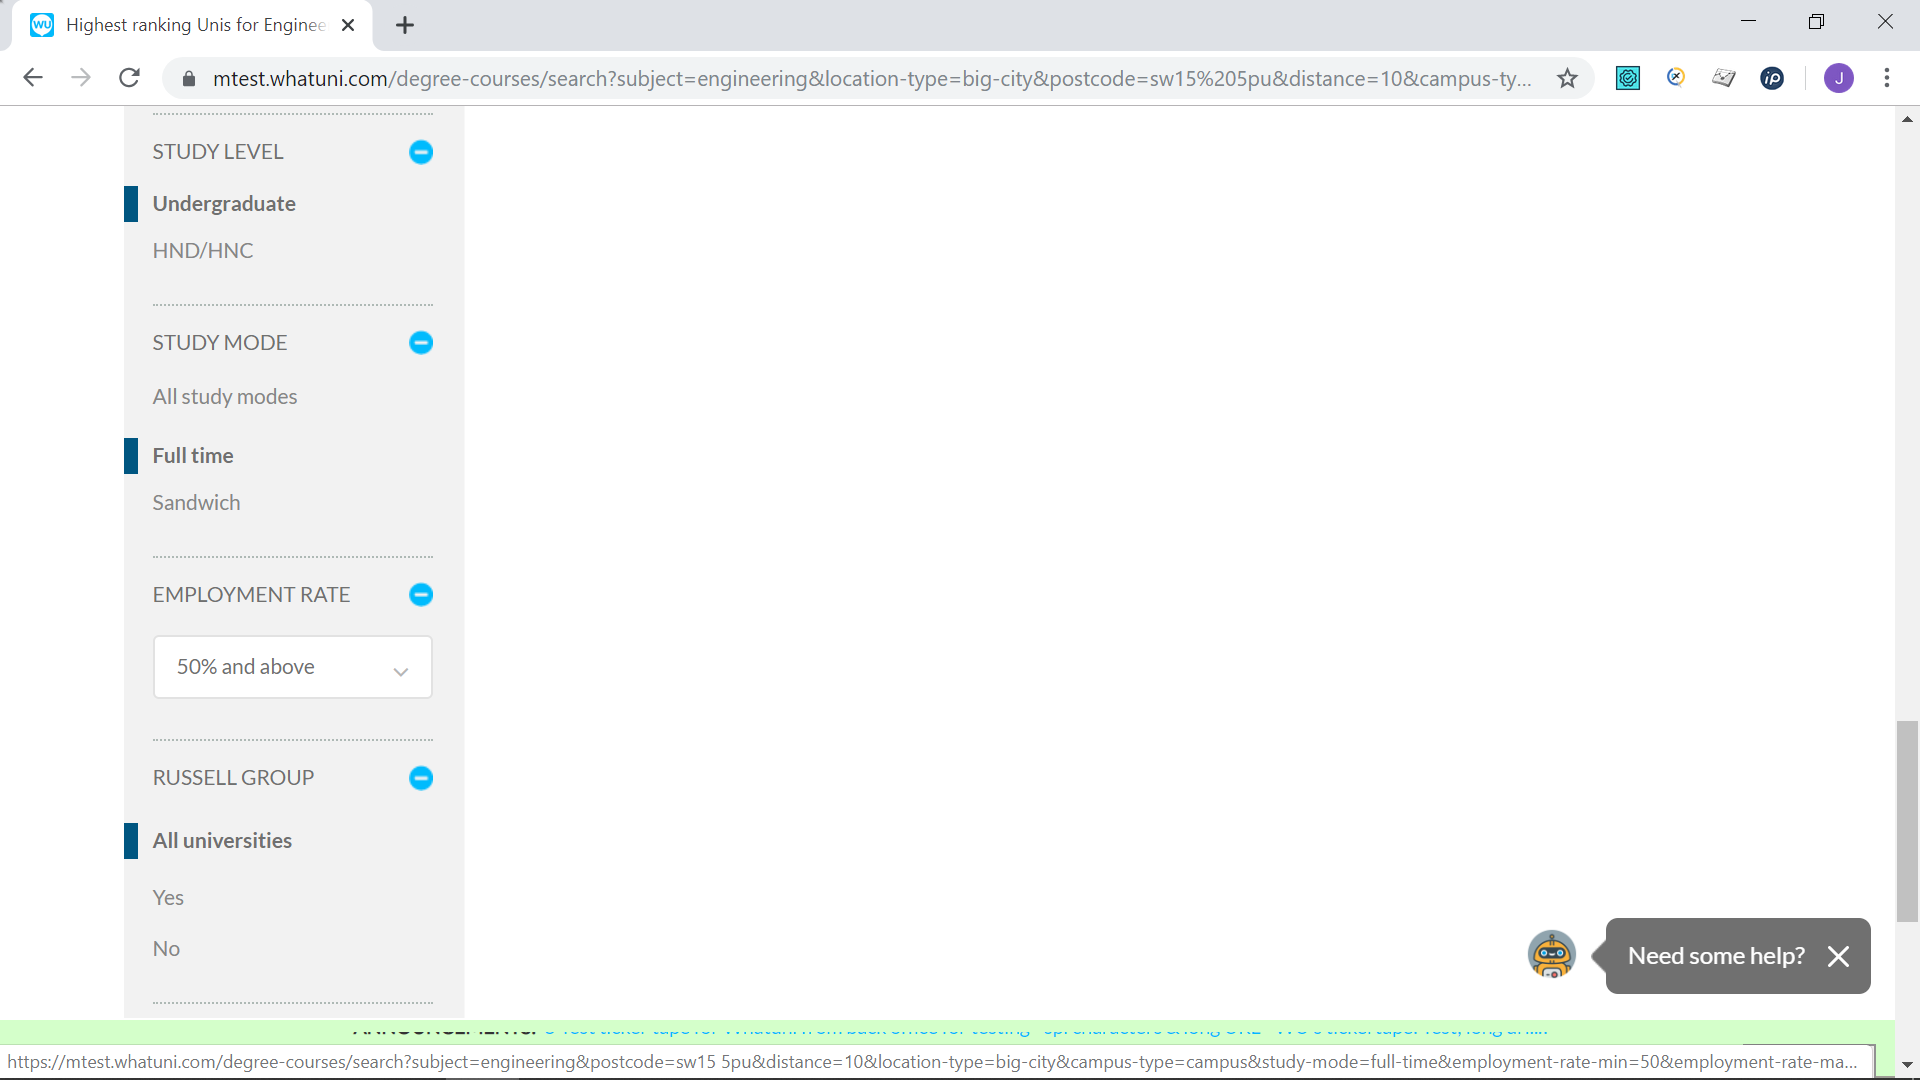 WU Highest ranking Unis for Enginee
mtest.whatuni.com/degree-courses/search?subject=engineering&location-type=big-city&postcode=sw15%205pu&distance=10&campus-ty...
ip
J
STUDY LEVEL
Undergraduate
HND/HNC
STUDY MODE
All study modes
Full time
Sandwich
EMPLOYMENT RATE
50% and above
RUSSELL GROUP
All universities
Yes
No
Need some help?
https://mtest.whatuni.com/degree-courses/search?subject=engineering&postcode=sw15 5pu&distance=10&location-type=big-city&campus-type=campus&study-mode=full-time&employment-rate-min=50&employment-rate-ma...